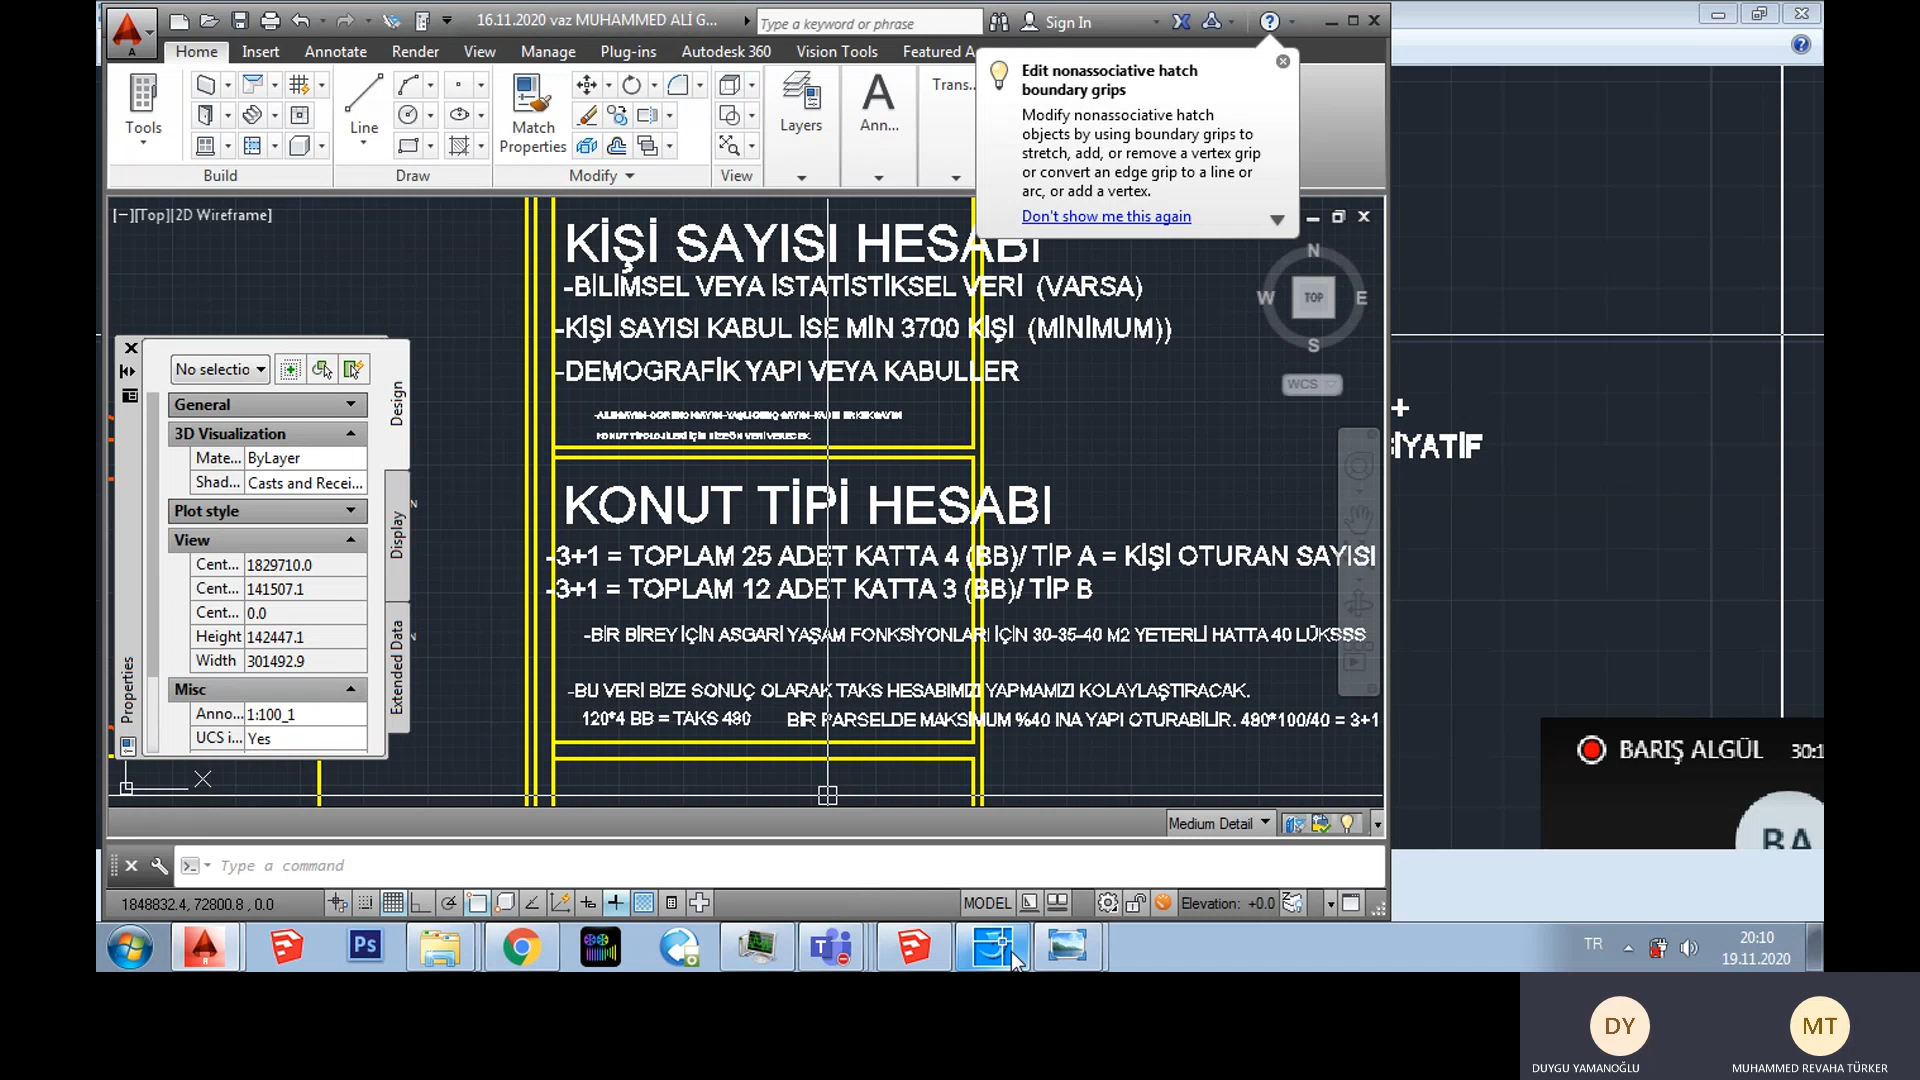 16.11.2020 vaz MUHAMMED ALİ G...
Type a keyword or phrase
Sign In
Home Insert Annotate Render View Manage Plug-ins Autodesk 360 Vision Tools Featured A
Edit nonassociative hatch
boundary grips
Modify nonassociative hatch
objects by using boundary grips to
stretch, add, or remove a vertex grip
or convert an edge grip to a line or
arc, or add a vertex.
Don't show me this again
Tools
Line
Match
Properties
Layers
Ann...
Trans..
Build
Draw
Modify
View
[−][Top][2D Wireframe]
N
W TOP E
S
WCS
KİŞİ SAYISI HESABI
-BİLİMSEL VEYA İSTATİSTİKSEL VERİ (VARSA)
-KİŞİ SAYISI KABUL İSE MİN 3700 KİŞİ (MİNİMUM))
-DEMOGRAFİK YAPI VEYA KABULLER
KONUT TİPİ HESABI
-3+1 = TOPLAM 25 ADET KATTA 4 (BB)/ TİP A = KİŞİ OTURAN SAYISI
-3+1 = TOPLAM 12 ADET KATTA 3 (BB)/ TİP B
-BİR BİREY İÇİN ASGARİ YAŞAM FONKSİYONLARI İÇİN 30-35-40 M2 YETERLİ HATTA 40 LÜKSSS
-BU VERİ BİZE SONUÇ OLARAK TAKS HESABIMIZI YAPMAMIZI KOLAYLAŞTIRACAK.
120*4 BB = TAKS 480 BİR PARSELDE MAKSİMUM %40 INA YAPI OTURABİLİR. 480*100/40 = 3+1
No selectio
General
3D Visualization
Mate... ByLayer
Shad... Casts and Recei...
Plot style
View
Cent... 1829710.0
Cent... 141507.1
Cent... 0.0
Height 142447.1
Width 301492.9
Misc
Anno... 1:100_1
UCS i... Yes
Design
Display
Extended Data
Properties
+
İYATİF
BARIŞ ALGÜL 30:1
BA
Medium Detail
Type a command
1848832.4, 72800.8 , 0.0
MODEL
Elevation: +0.0
Ps
TR
20:10
19.11.2020
DY
DUYGU YAMANOĞLU
MT
MUHAMMED REVAHA TÜRKER